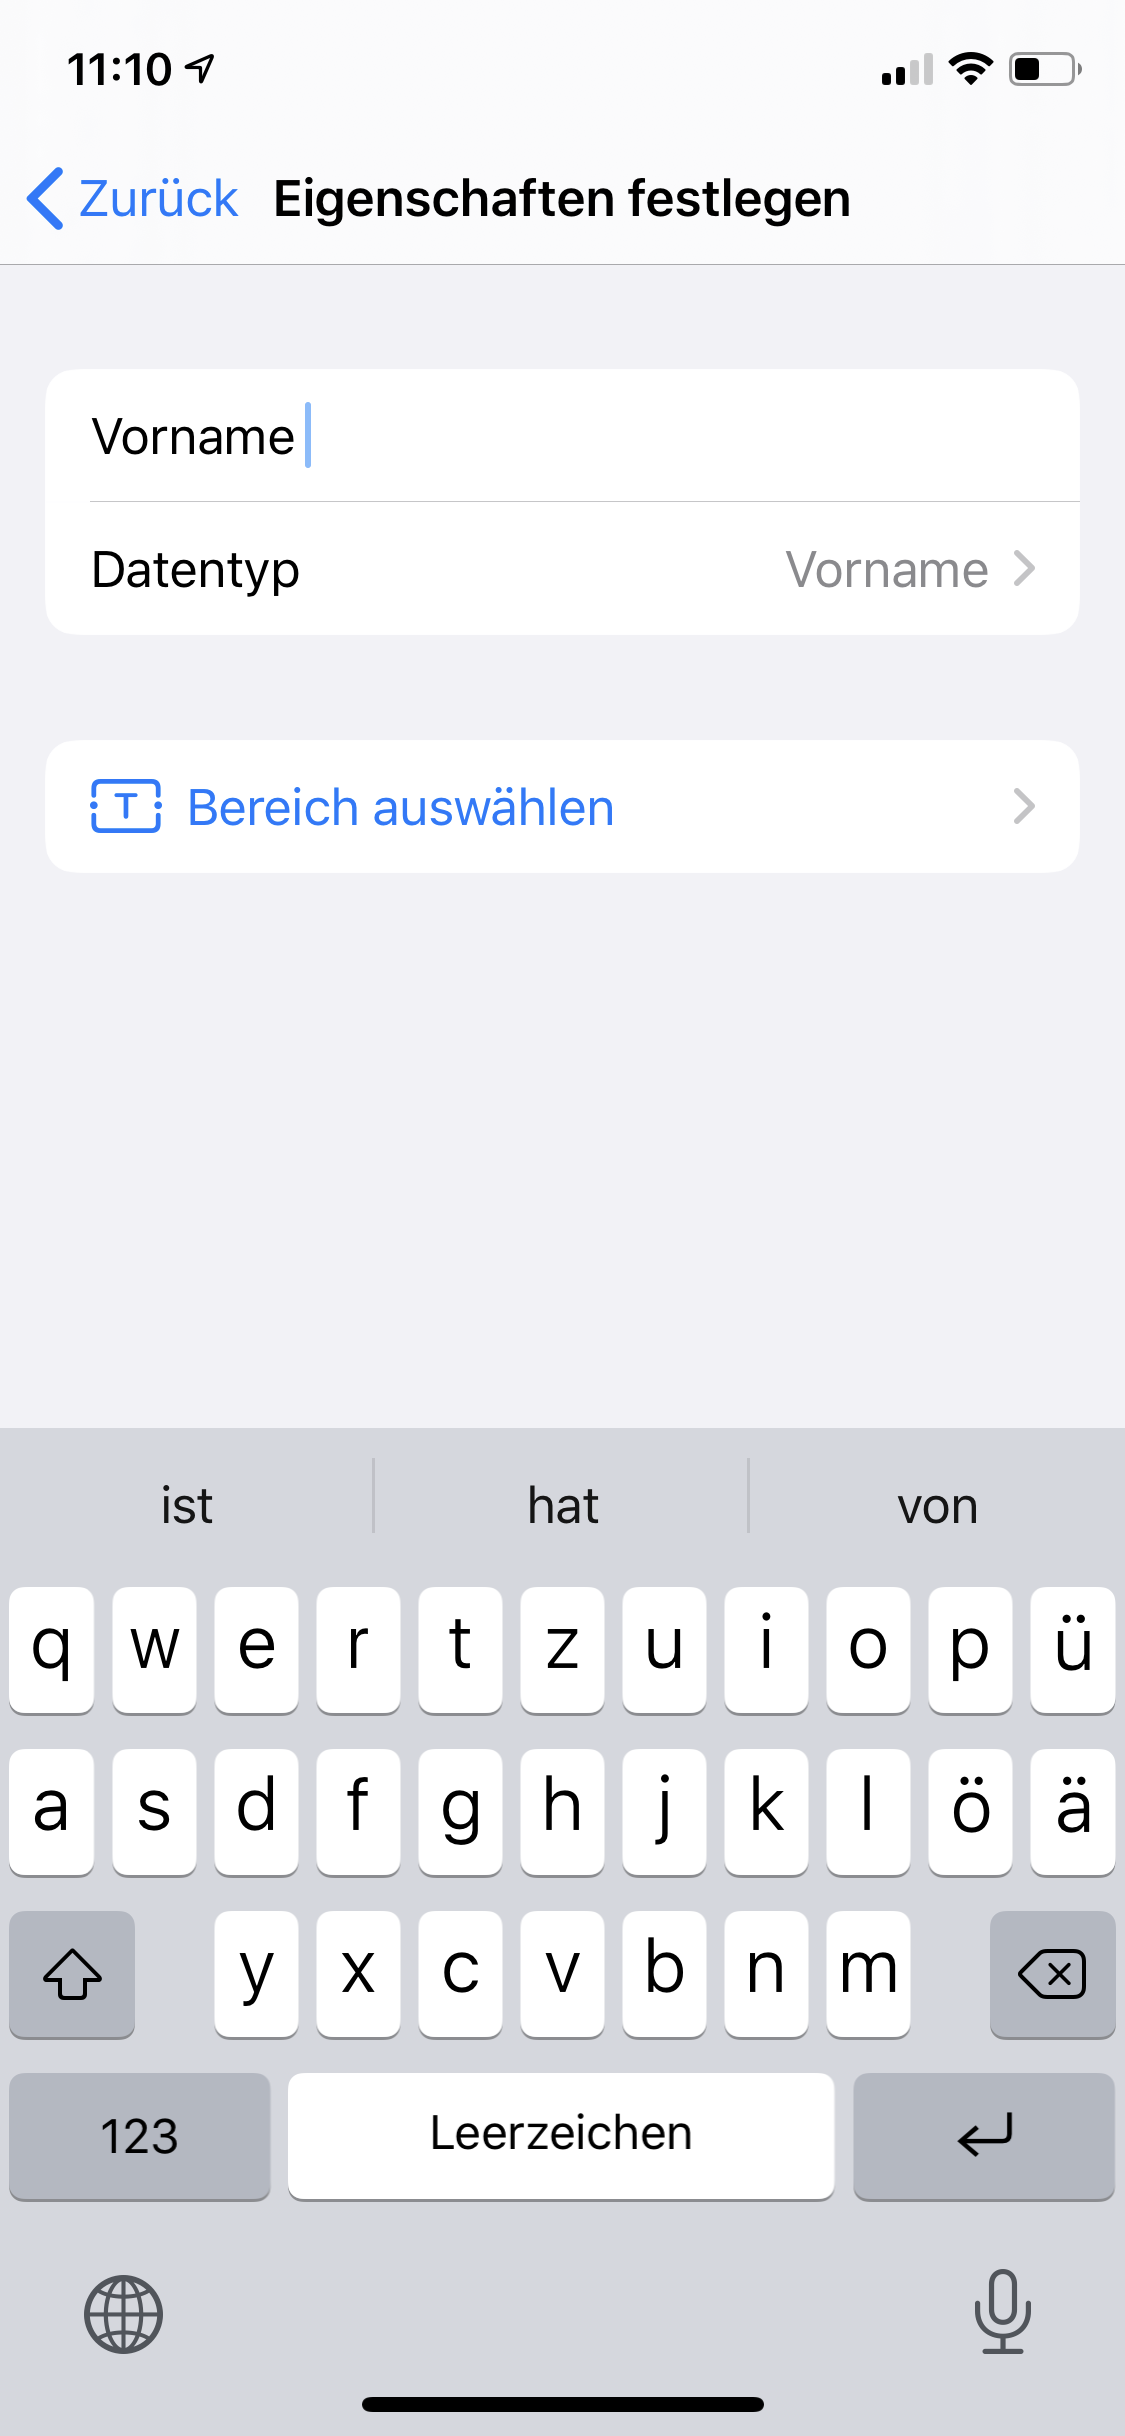 11:10
Zurück Eigenschaften festlegen
Vorname
Datentyp Vorname
T Bereich auswählen
ist hat von
q w e r t z u i o p ü
a s d f g h j k l ö ä
y x c v b n m
123 Leerzeichen